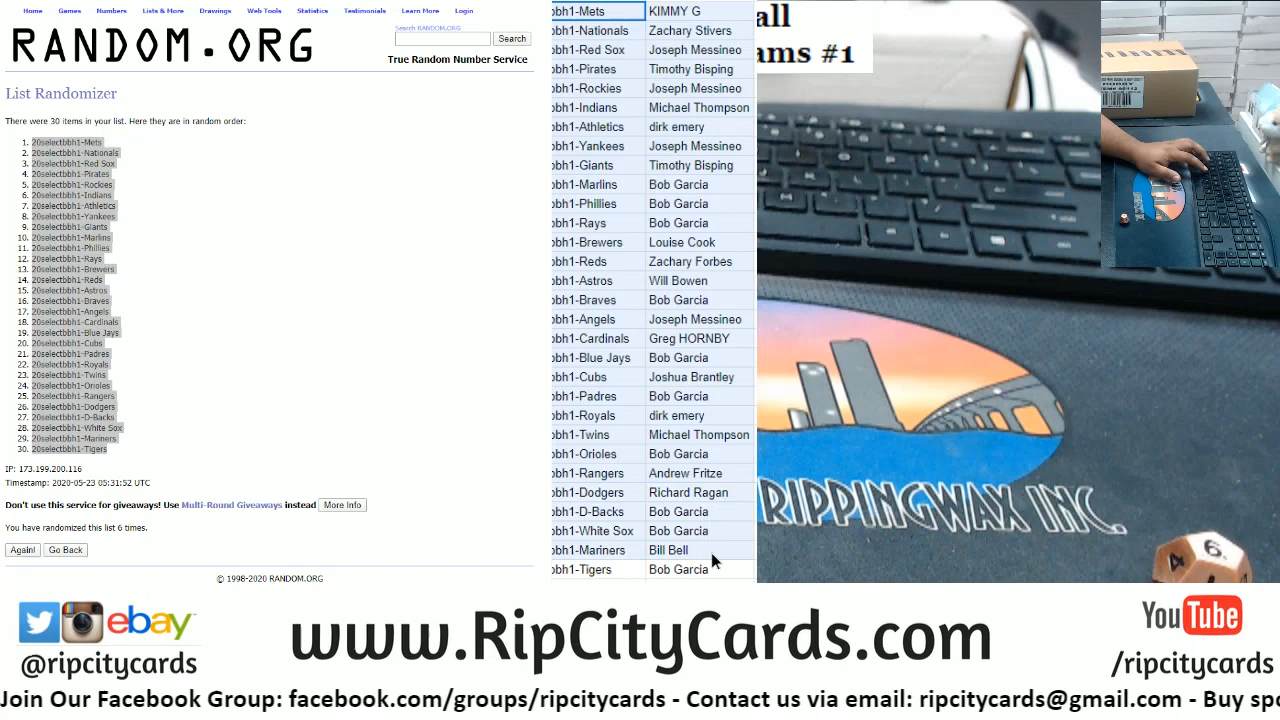 Home Games Numbers Lists & More Drawings Web Tools Statistics Testimonials Learn More Login
RANDOM.ORG
Search RANDOM.ORG
Search
True Random Number Service
List Randomizer
There were 30 items in your list. Here they are in random order:
1. 20selectbbh1-Mets
2. 20selectbbh1-Nationals
3. 20selectbbh1-Red Sox
4. 20selectbbh1-Pirates
5. 20selectbbh1-Rockies
6. 20selectbbh1-Indians
7. 20selectbbh1-Athletics
8. 20selectbbh1-Yankees
9. 20selectbbh1-Giants
10. 20selectbbh1-Marlins
11. 20selectbbh1-Phillies
12. 20selectbbh1-Rays
13. 20selectbbh1-Brewers
14. 20selectbbh1-Reds
15. 20selectbbh1-Astros
16. 20selectbbh1-Braves
17. 20selectbbh1-Angels
18. 20selectbbh1-Cardinals
19. 20selectbbh1-Blue Jays
20. 20selectbbh1-Cubs
21. 20selectbbh1-Padres
22. 20selectbbh1-Royals
23. 20selectbbh1-Twins
24. 20selectbbh1-Orioles
25. 20selectbbh1-Rangers
26. 20selectbbh1-Dodgers
27. 20selectbbh1-D-Backs
28. 20selectbbh1-White Sox
29. 20selectbbh1-Mariners
30. 20selectbbh1-Tigers
IP: 173.199.200.116
Timestamp: 2020-05-23 05:31:52 UTC
Don't use this service for giveaways! Use Multi-Round Giveaways instead More Info
You have randomized this list 6 times.
Again! Go Back
© 1998-2020 RANDOM.ORG
bbh1-Mets KIMMY G
bbh1-Nationals Zachary Stivers
bbh1-Red Sox Joseph Messineo
bbh1-Pirates Timothy Bisping
bbh1-Rockies Joseph Messineo
bbh1-Indians Michael Thompson
bbh1-Athletics dirk emery
bbh1-Yankees Joseph Messineo
bbh1-Giants Timothy Bisping
bbh1-Marlins Bob Garcia
bbh1-Phillies Bob Garcia
bbh1-Rays Bob Garcia
bbh1-Brewers Louise Cook
bbh1-Reds Zachary Forbes
bbh1-Astros Will Bowen
bbh1-Braves Bob Garcia
bbh1-Angels Joseph Messineo
bbh1-Cardinals Greg HORNBY
bbh1-Blue Jays Bob Garcia
bbh1-Cubs Joshua Brantley
bbh1-Padres Bob Garcia
bbh1-Royals dirk emery
bbh1-Twins Michael Thompson
bbh1-Orioles Bob Garcia
bbh1-Rangers Andrew Fritze
bbh1-Dodgers Richard Ragan
bbh1-D-Backs Bob Garcia
bbh1-White Sox Bob Garcia
bbh1-Mariners Bill Bell
bbh1-Tigers Bob Garcia
all
ams #1
RIPPINGWAX INC.
6.
ebay
@ripcitycards
www.RipCityCards.com
YouTube
/ripcitycards
Join Our Facebook Group: facebook.com/groups/ripcitycards - Contact us via email: ripcitycards@gmail.com - Buy spo